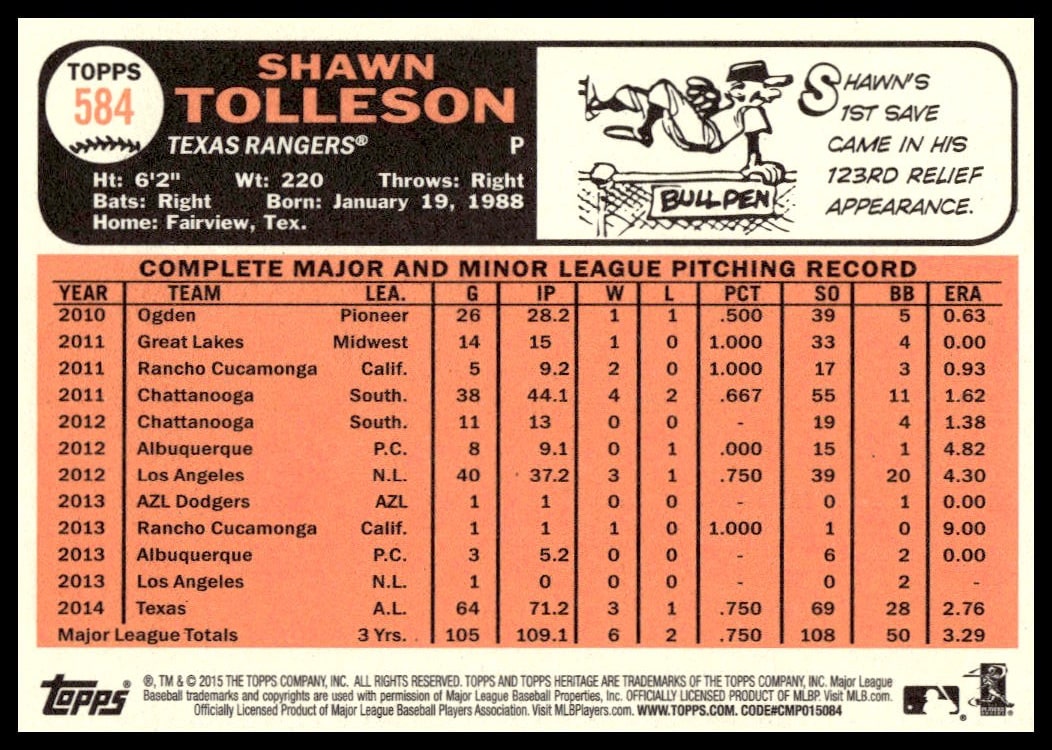 TOPPS
584
SHAWN
TOLLESON
TEXAS RANGERS® P
Ht: 6'2" Wt: 220 Throws: Right
Bats: Right Born: January 19, 1988
Home: Fairview, Tex.
BULLPEN
SHAWN'S
1ST SAVE
CAME IN HIS
123RD RELIEF
APPEARANCE.
COMPLETE MAJOR AND MINOR LEAGUE PITCHING RECORD
YEAR TEAM LEA. G IP W L PCT SO BB ERA
2010 Ogden Pioneer 26 28.2 1 1 .500 39 5 0.63
2011 Great Lakes Midwest 14 15 1 0 1.000 33 4 0.00
2011 Rancho Cucamonga Calif. 5 9.2 2 0 1.000 17 3 0.93
2011 Chattanooga South. 38 44.1 4 2 .667 55 11 1.62
2012 Chattanooga South. 11 13 0 0 - 19 4 1.38
2012 Albuquerque P.C. 8 9.1 0 1 .000 15 1 4.82
2012 Los Angeles N.L. 40 37.2 3 1 .750 39 20 4.30
2013 AZL Dodgers AZL 1 1 0 0 - 0 1 0.00
2013 Rancho Cucamonga Calif. 1 1 1 0 1.000 1 0 9.00
2013 Albuquerque P.C. 3 5.2 0 0 - 6 2 0.00
2013 Los Angeles N.L. 1 0 0 0 - 0 2 -
2014 Texas A.L. 64 71.2 3 1 .750 69 28 2.76
Major League Totals 3 Yrs. 105 109.1 6 2 .750 108 50 3.29
topps®
®, TM & © 2015 THE TOPPS COMPANY, INC. ALL RIGHTS RESERVED. TOPPS AND TOPPS HERITAGE ARE TRADEMARKS OF THE TOPPS COMPANY, INC. Major League
Baseball trademarks and copyrights are used with permission of Major League Baseball Properties, Inc. OFFICIALLY LICENSED PRODUCT OF MLBP. Visit MLB.com.
Officially Licensed Product of Major League Baseball Players Association. Visit MLBPlayers.com. WWW.TOPPS.COM. CODE#CMP015084